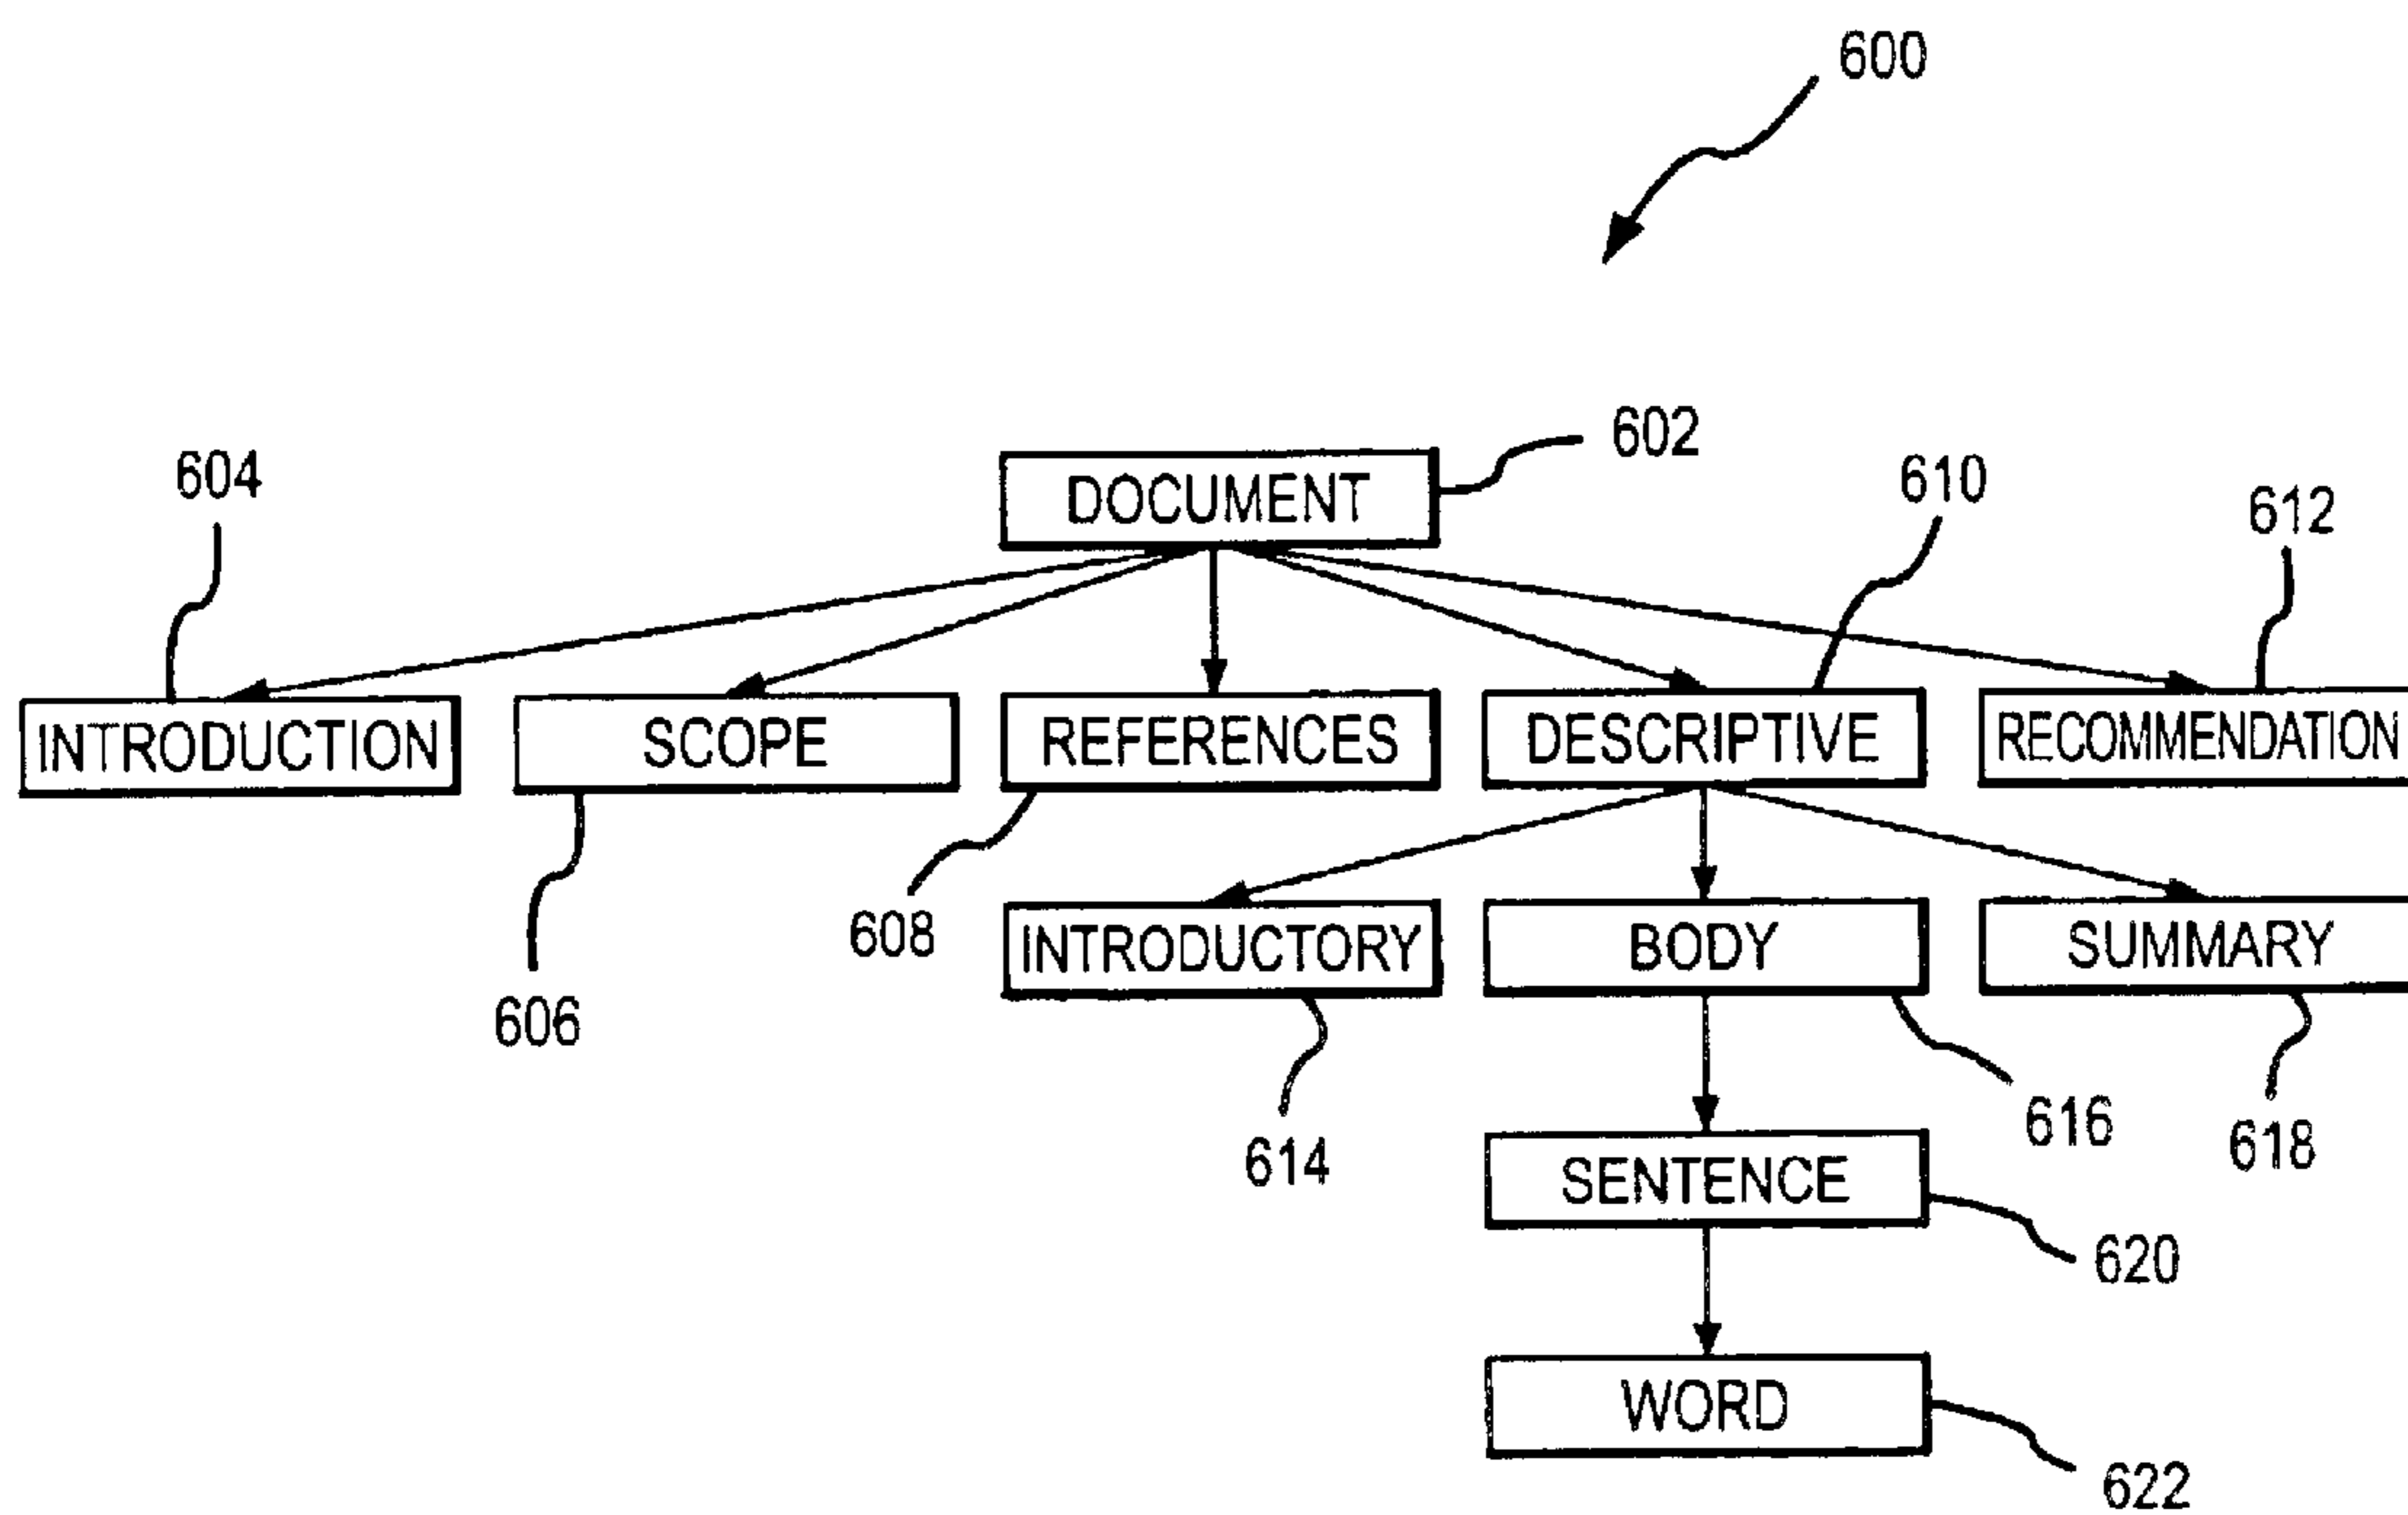 600
602
604
610
612
DOCUMENT
INTRODUCTION
SCOPE
REFERENCES
DESCRIPTIVE
RECOMMENDATION
608
606
INTRODUCTORY
BODY
SUMMARY
614
616
618
SENTENCE
620
WORD
622